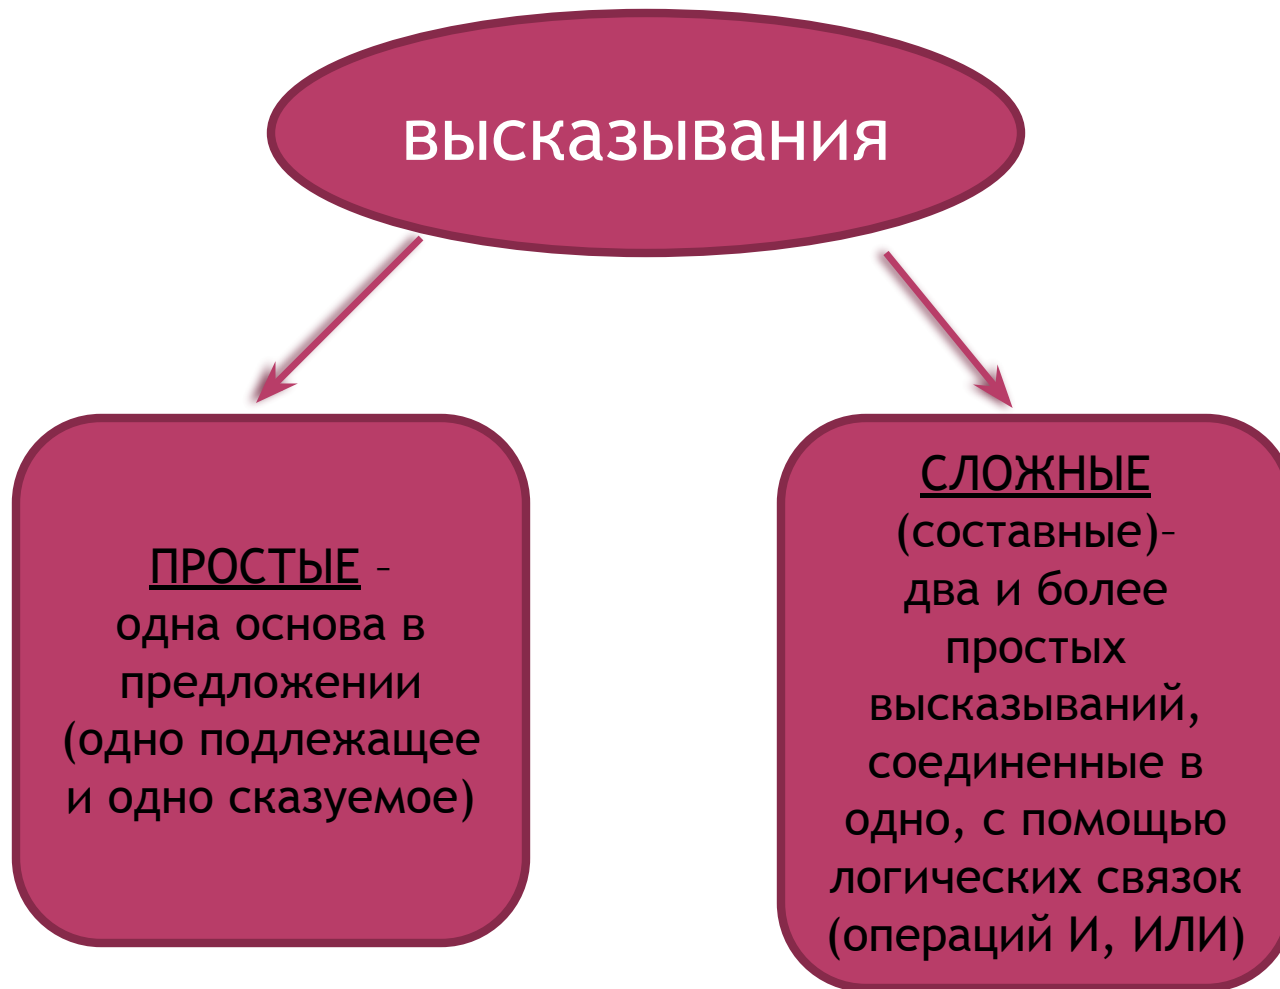 высказывания
ПРОСТЫЕ –
одна основа в
предложении
(одно подлежащее
и одно сказуемое)
СЛОЖНЫЕ
(составные)–
два и более
простых
высказываний,
соединенные в
одно, с помощью
логических связок
(операций И, ИЛИ)